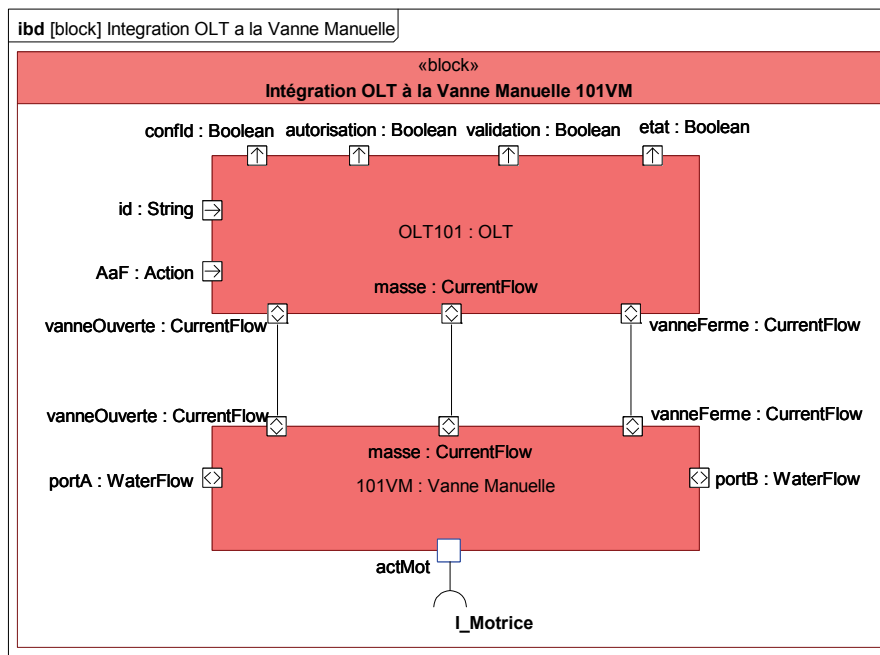 ibd [block] Integration OLT a la Vanne Manuelle
«block»
Intégration OLT à la Vanne Manuelle 101VM
confId : Boolean autorisation : Boolean validation : Boolean etat : Boolean
id : String
OLT101 : OLT
AaF : Action
masse : CurrentFlow
vanneOuverte : CurrentFlow vanneFerme : CurrentFlow
vanneOuverte : CurrentFlow vanneFerme : CurrentFlow
masse : CurrentFlow
portA : WaterFlow 101VM : Vanne Manuelle portB : WaterFlow
actMot
I_Motrice